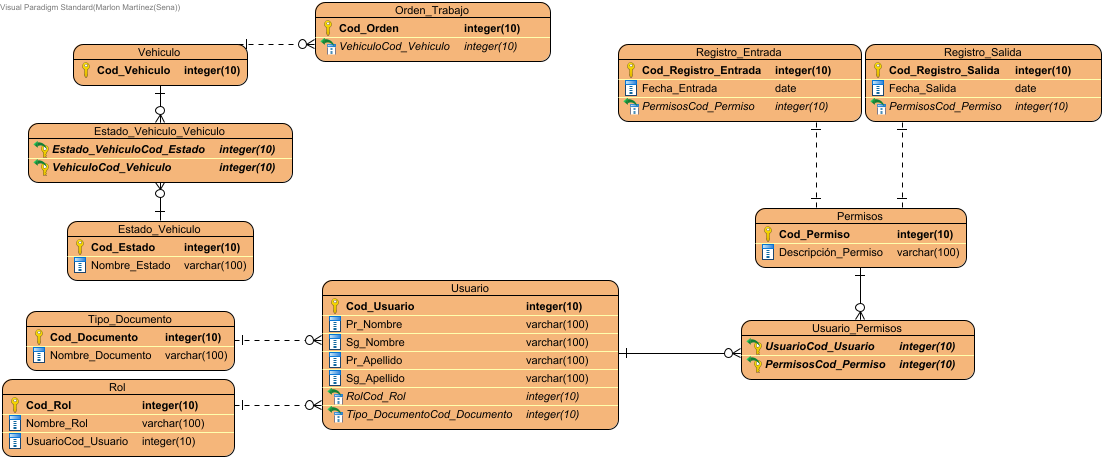 Visual Paradigm Standard(Marlon Martínez(Sena))
Orden_Trabajo
Cod_Orden integer(10)
VehiculoCod_Vehiculo integer(10)
Vehiculo
Cod_Vehiculo integer(10)
Registro_Entrada
Cod_Registro_Entrada integer(10)
Fecha_Entrada date
PermisosCod_Permiso integer(10)
Registro_Salida
Cod_Registro_Salida integer(10)
Fecha_Salida date
PermisosCod_Permiso integer(10)
Estado_Vehiculo_Vehiculo
Estado_VehiculoCod_Estado integer(10)
VehiculoCod_Vehiculo integer(10)
Estado_Vehiculo
Cod_Estado integer(10)
Nombre_Estado varchar(100)
Permisos
Cod_Permiso integer(10)
Descripción_Permiso varchar(100)
Tipo_Documento
Cod_Documento integer(10)
Nombre_Documento varchar(100)
Usuario
Cod_Usuario integer(10)
Pr_Nombre varchar(100)
Sg_Nombre varchar(100)
Pr_Apellido varchar(100)
Sg_Apellido varchar(100)
RolCod_Rol integer(10)
Tipo_DocumentoCod_Documento integer(10)
Usuario_Permisos
UsuarioCod_Usuario integer(10)
PermisosCod_Permiso integer(10)
Rol
Cod_Rol integer(10)
Nombre_Rol varchar(100)
UsuarioCod_Usuario integer(10)